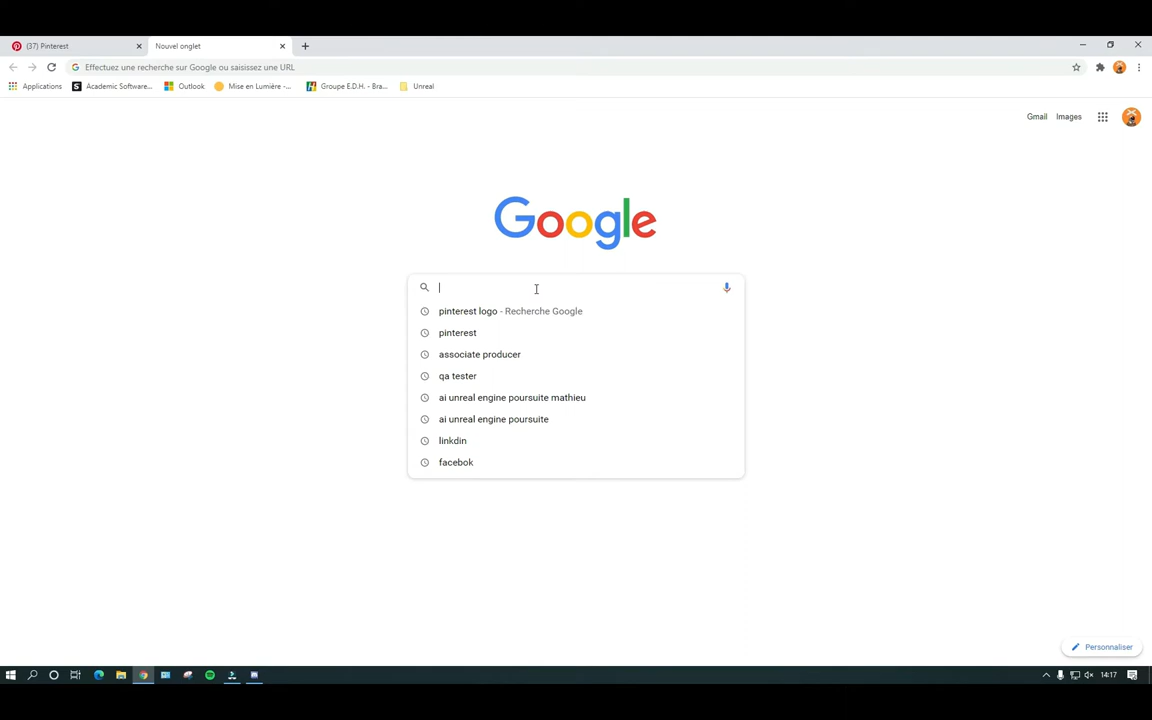 (37) Pinterest
Nouvel onglet
Effectuez une recherche sur Google ou saisissez une URL
Applications
Academic Software...
Outlook
Mise en Lumière -...
Groupe E.D.H. - Bra...
Unreal
Gmail
Images
Google
pinterest logo - Recherche Google
pinterest
associate producer
qa tester
ai unreal engine poursuite mathieu
ai unreal engine poursuite
linkdin
facebok
Personnaliser
14:17